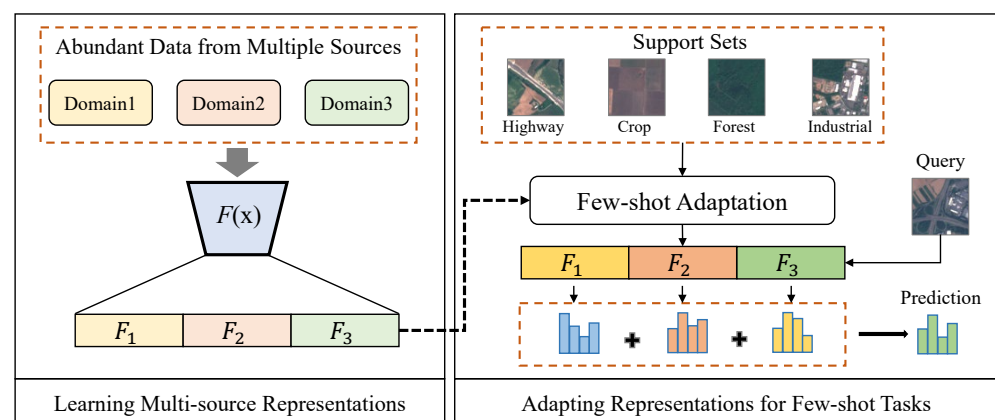 Abundant Data from Multiple Sources
Domain1
Domain2
Domain3
F(x)
F₁
F₂
F₃
Learning Multi-source Representations
Support Sets
Highway
Crop
Forest
Industrial
Query
Few-shot Adaptation
F₁
F₂
F₃
Prediction
+
+
Adapting Representations for Few-shot Tasks